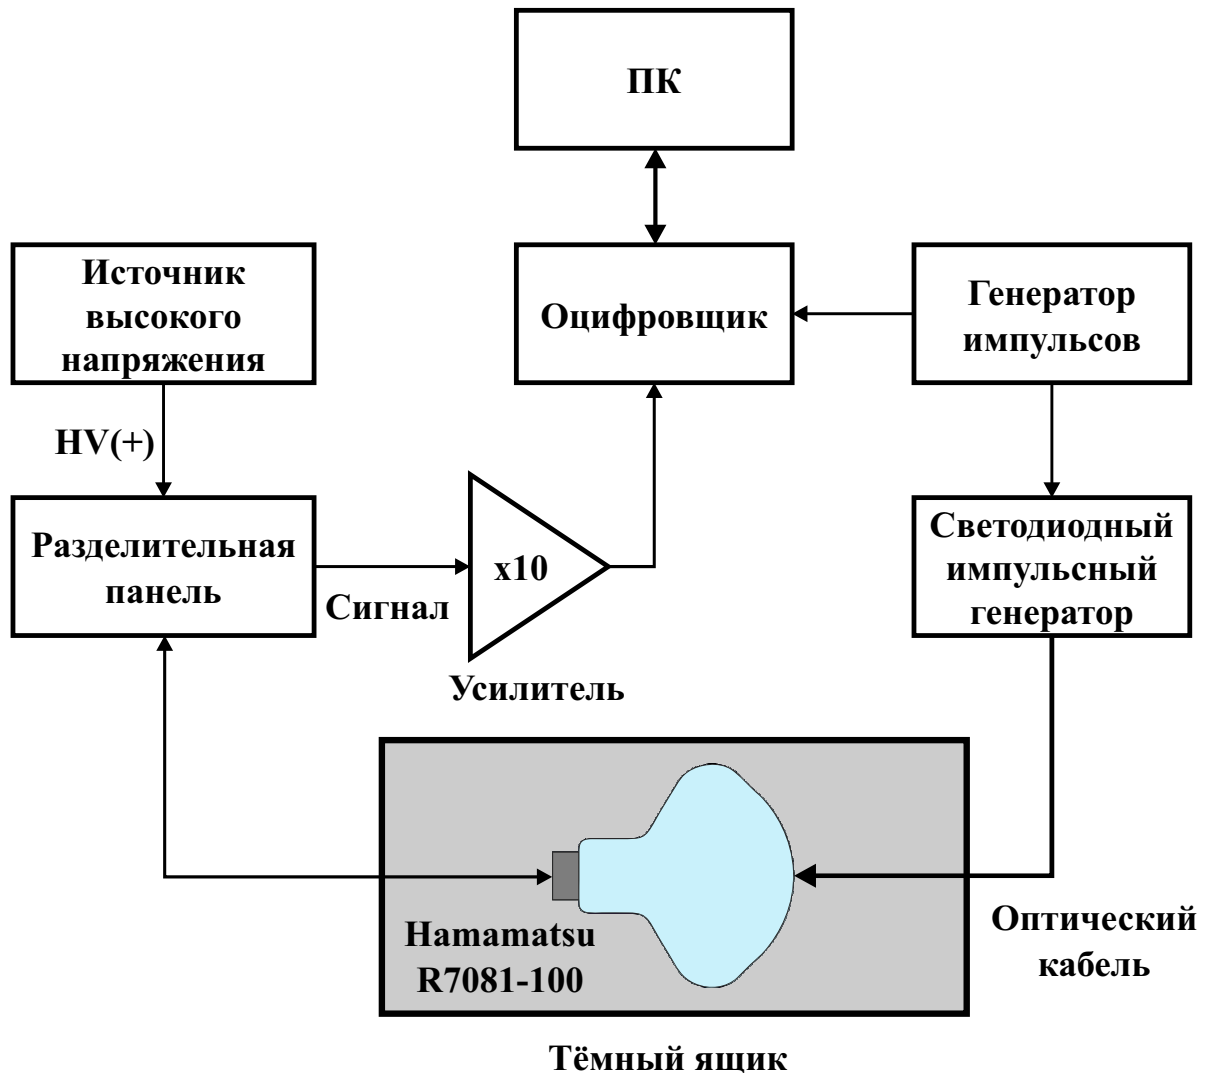 ПК
Источник
высокого
напряжения
Оцифровщик
Генератор
импульсов
HV(+)
Разделительная
панель
Сигнал
x10
Усилитель
Светодиодный
импульсный
генератор
Hamamatsu
R7081-100
Оптический
кабель
Тёмный ящик